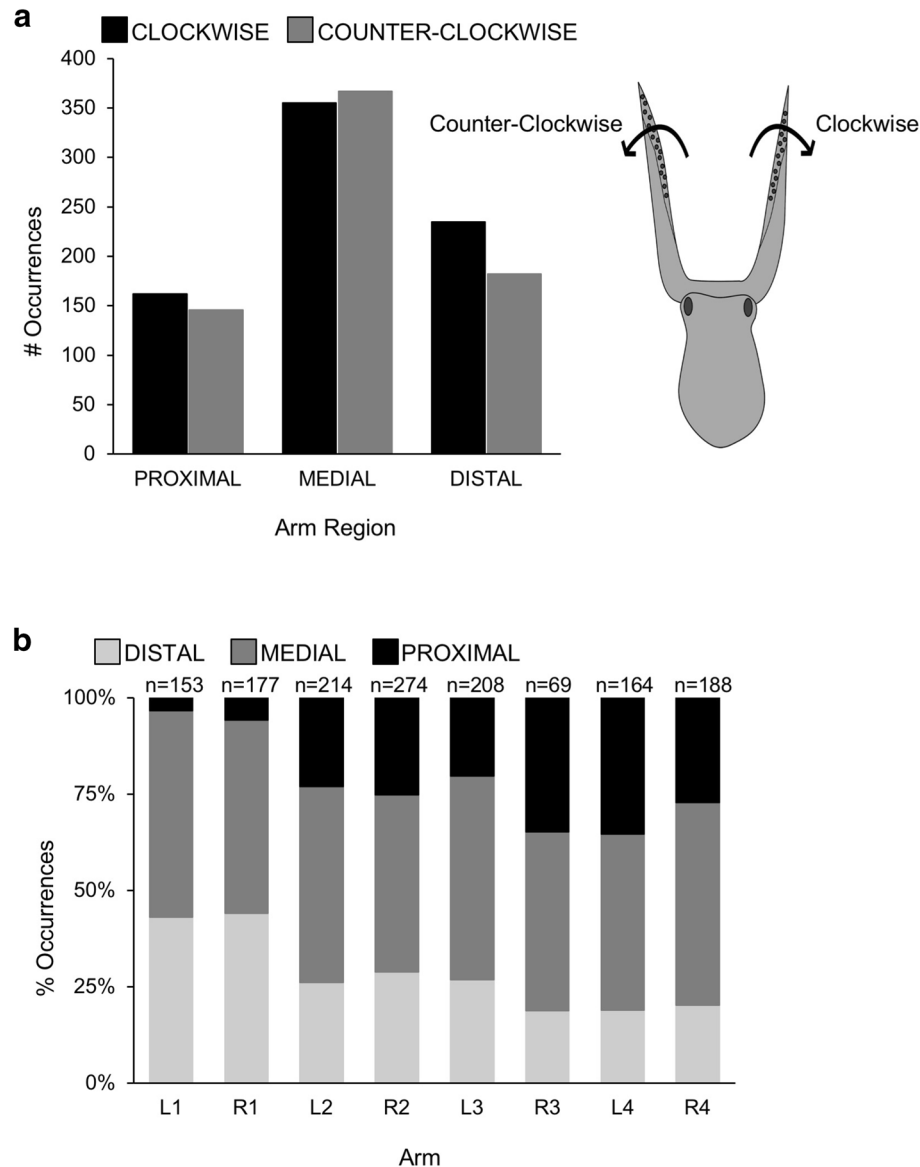 a
CLOCKWISE COUNTER-CLOCKWISE
400
350
300
250
200
150
100
50
0
# Occurrences
PROXIMAL MEDIAL DISTAL
Arm Region
Counter-Clockwise Clockwise
b
DISTAL MEDIAL PROXIMAL
n=153 n=177 n=214 n=274 n=208 n=69 n=164 n=188
100%
75%
50%
25%
0%
% Occurrences
L1 R1 L2 R2 L3 R3 L4 R4
Arm